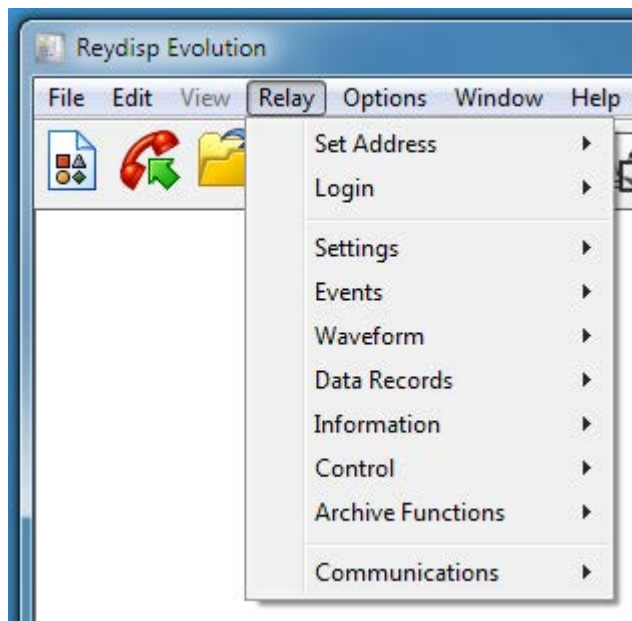 Reydisp Evolution
File Edit View Relay Options Window Help
Set Address
Login
Settings
Events
Waveform
Data Records
Information
Control
Archive Functions
Communications